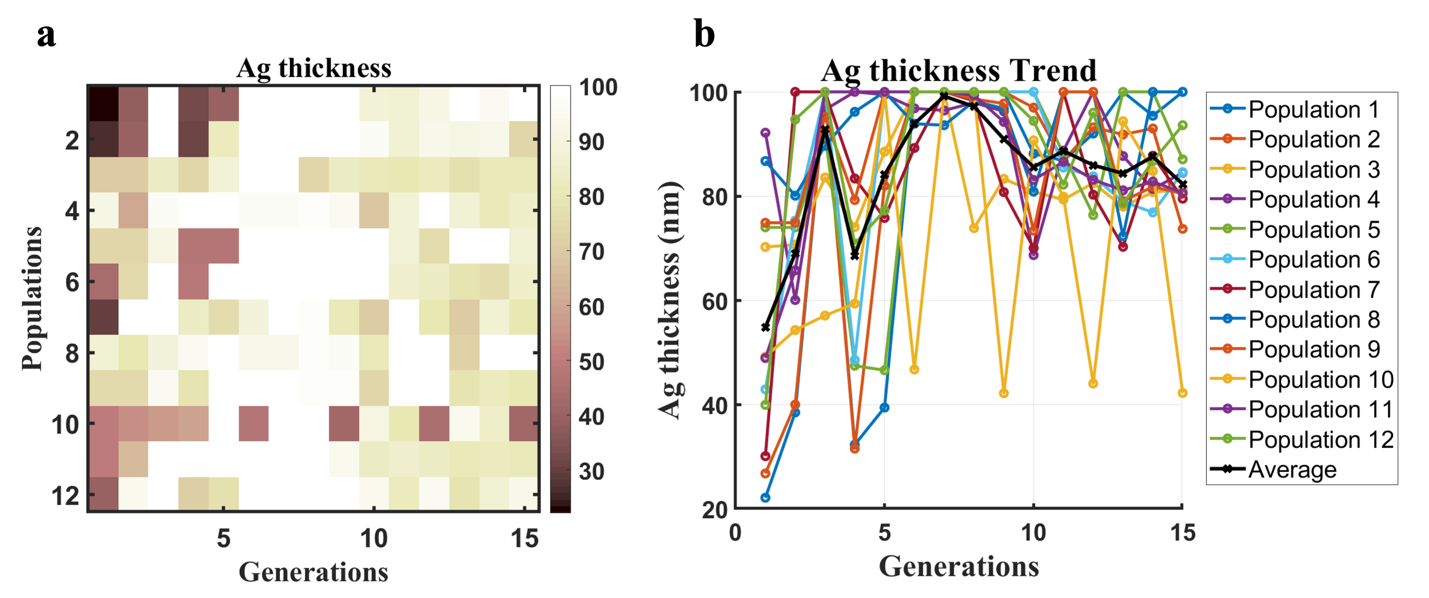 a
b
Ag thickness
Ag thickness Trend
Populations
2
4
6
8
10
12
5
10
15
Generations
100
90
80
70
60
50
40
30
Ag thickness (nm)
100
80
60
40
20
0
5
10
15
Generations
Population 1
Population 2
Population 3
Population 4
Population 5
Population 6
Population 7
Population 8
Population 9
Population 10
Population 11
Population 12
Average